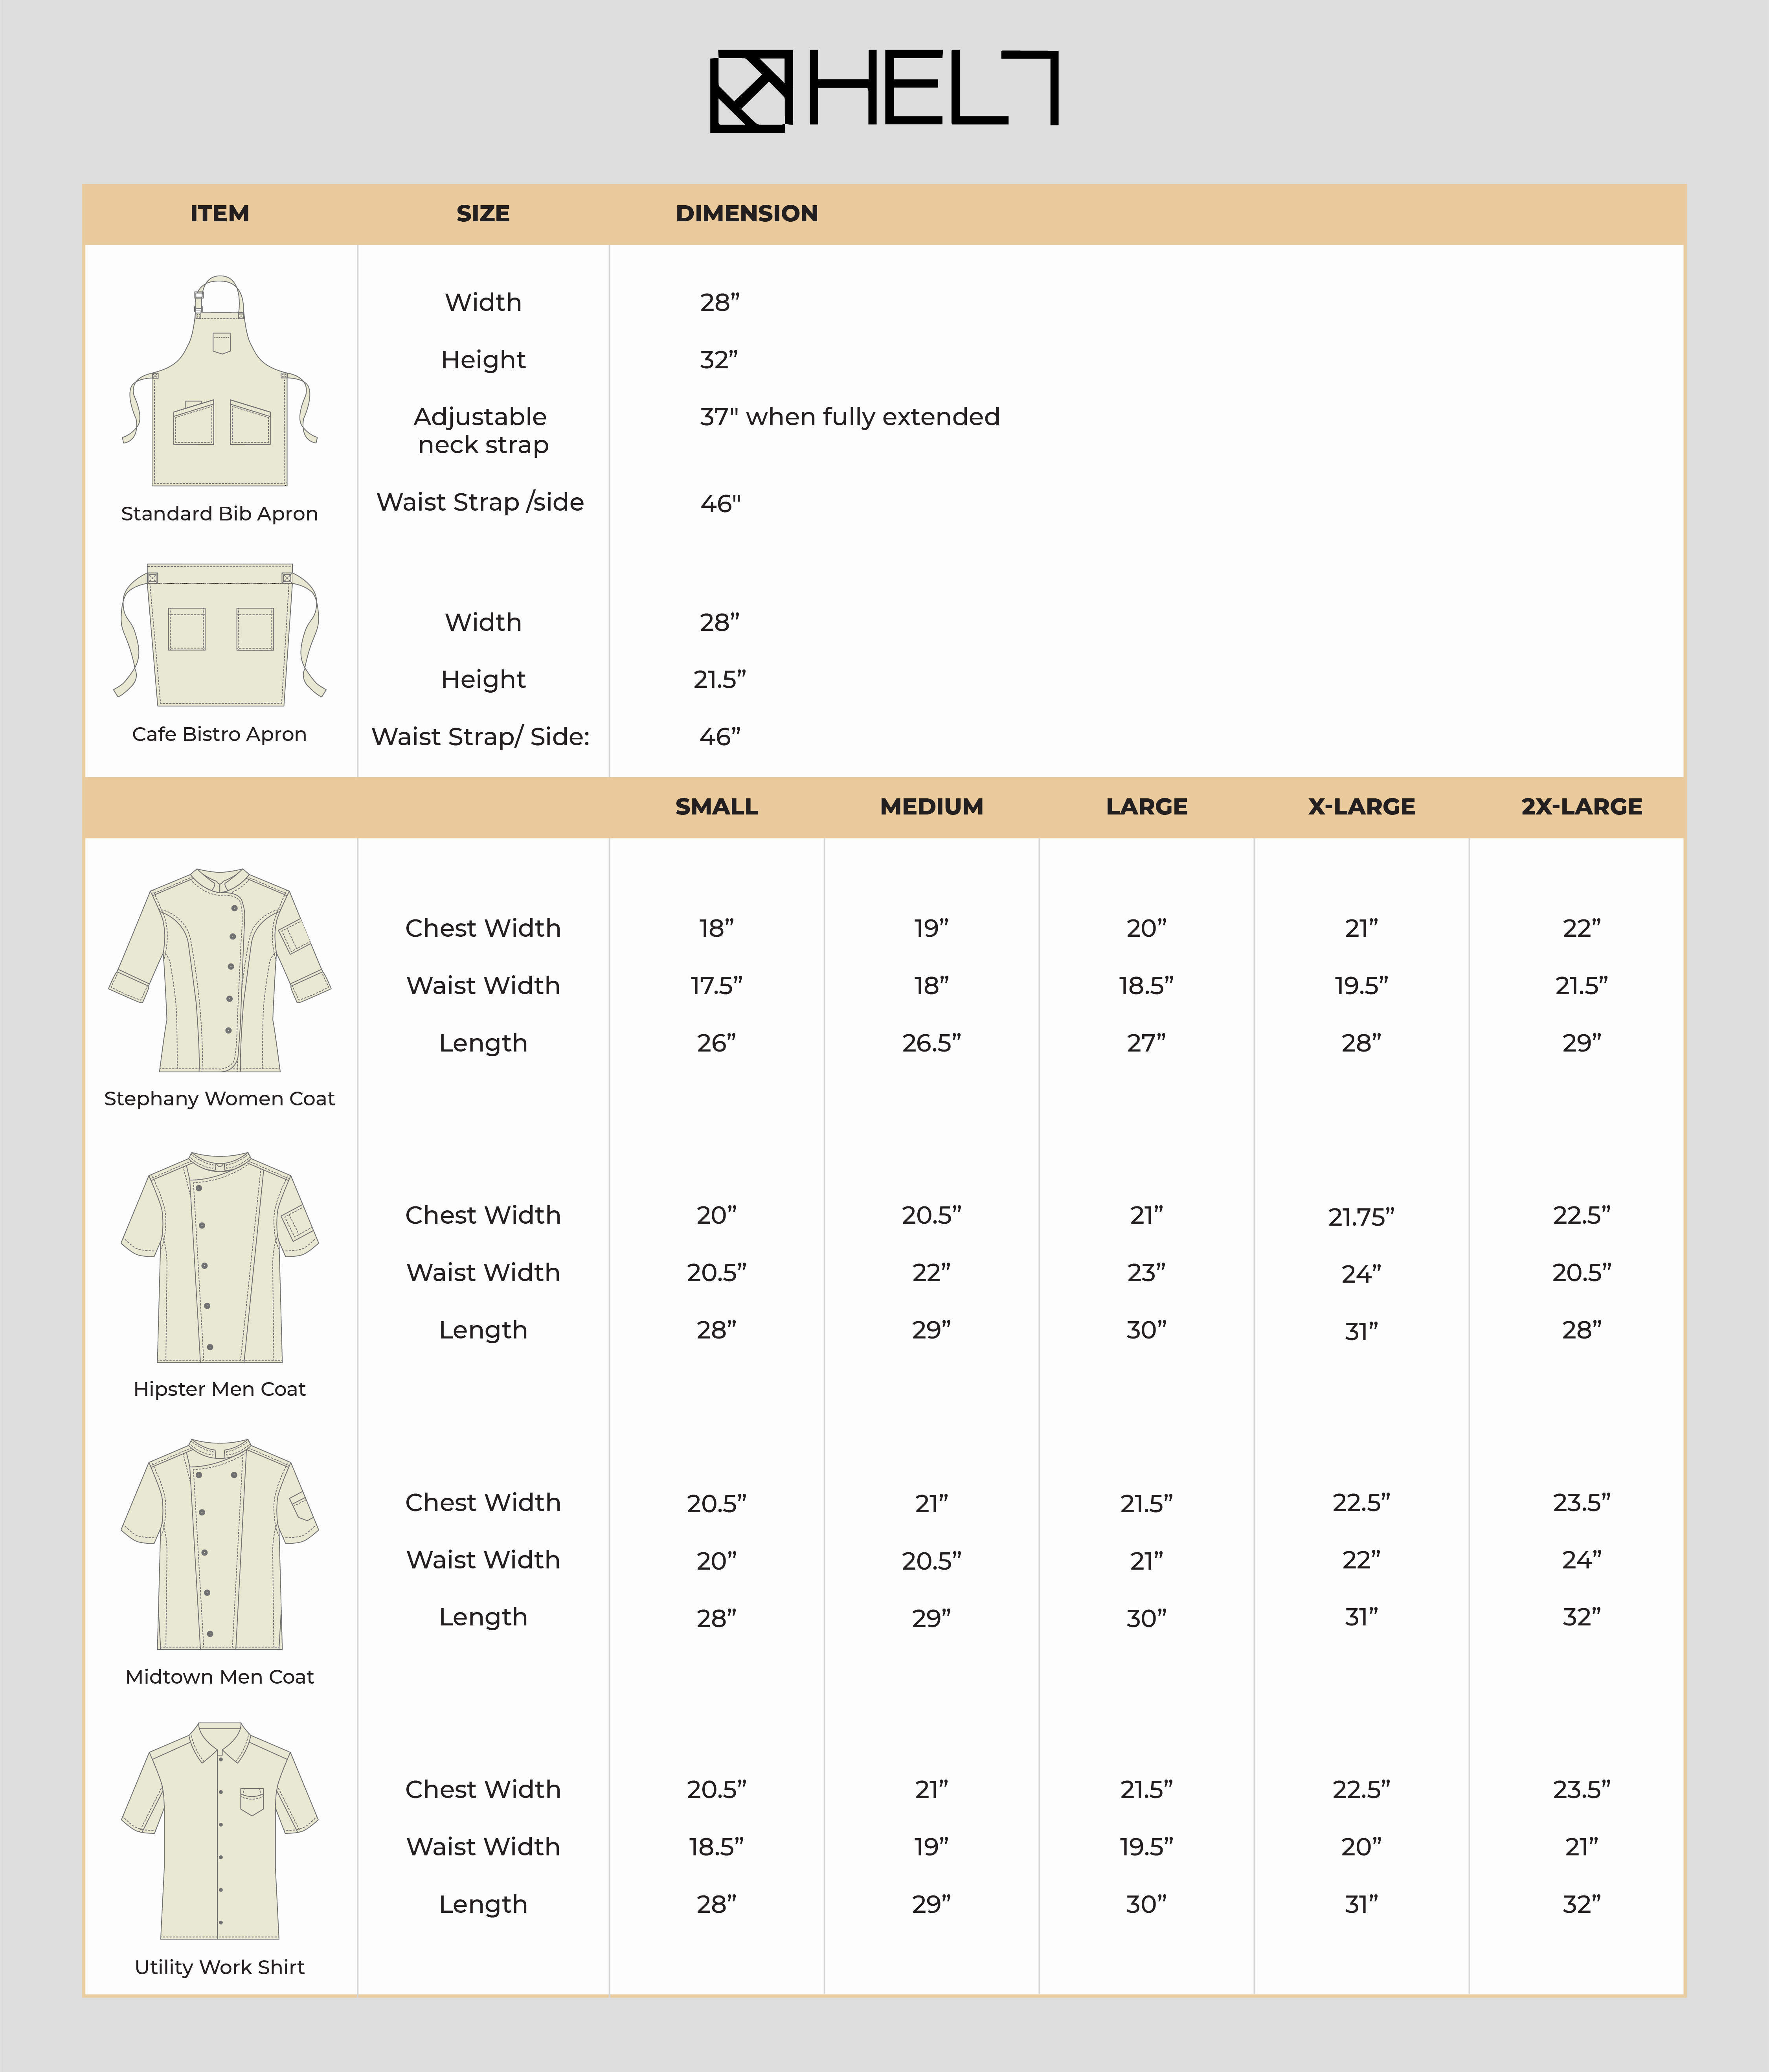 HELT
ITEM SIZE DIMENSION
Width 28”
Height 32”
Adjustable 37" when fully extended
neck strap
Waist Strap /side 46"
Standard Bib Apron
Width 28”
Height 21.5”
Waist Strap/ Side: 46”
Cafe Bistro Apron
SMALL MEDIUM LARGE X-LARGE 2X-LARGE
Chest Width 18” 19” 20” 21” 22”
Waist Width 17.5” 18” 18.5” 19.5” 21.5”
Length 26” 26.5” 27” 28” 29”
Stephany Women Coat
Chest Width 20” 20.5” 21” 21.75” 22.5”
Waist Width 20.5” 22” 23” 24” 20.5”
Length 28” 29” 30” 31” 28”
Hipster Men Coat
Chest Width 20.5” 21” 21.5” 22.5” 23.5”
Waist Width 20” 20.5” 21” 22” 24”
Length 28” 29” 30” 31” 32”
Midtown Men Coat
Chest Width 20.5” 21” 21.5” 22.5” 23.5”
Waist Width 18.5” 19” 19.5” 20” 21”
Length 28” 29” 30” 31” 32”
Utility Work Shirt